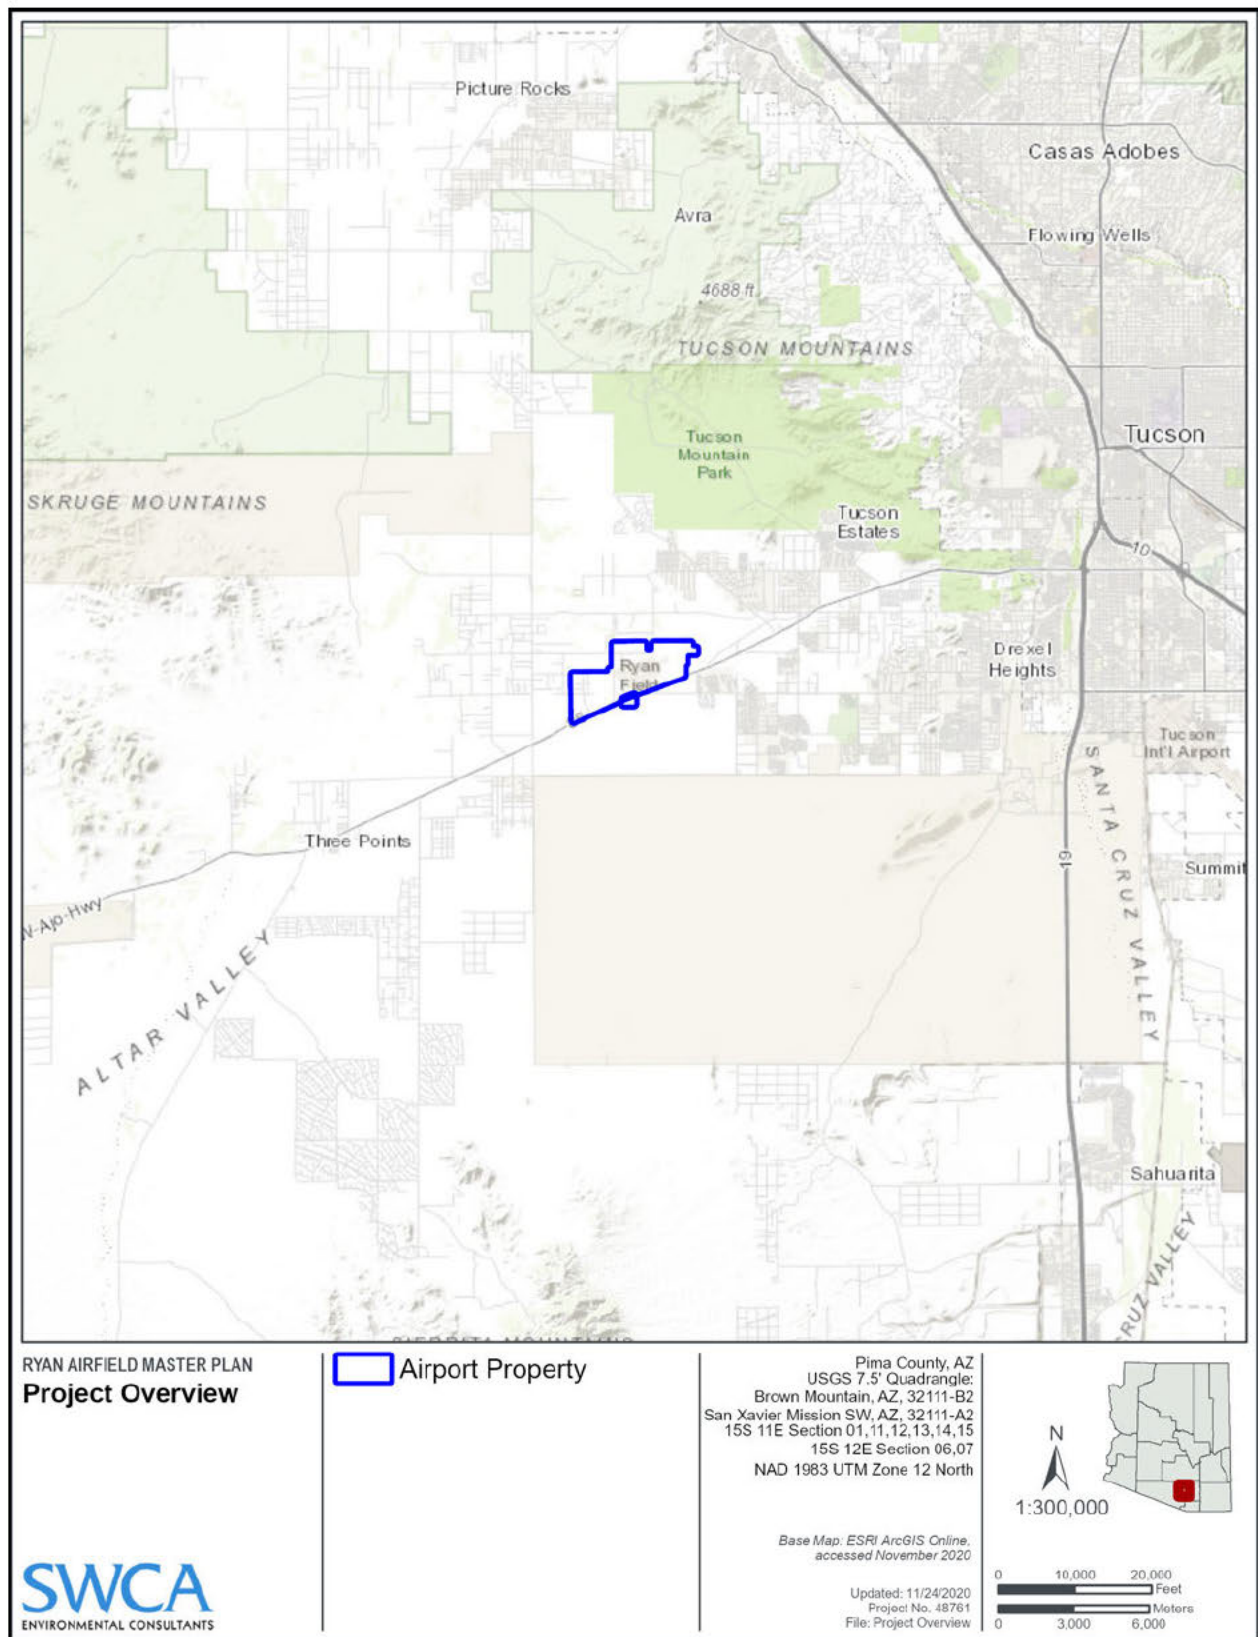 Picture Rocks
Casas Adobes
Avra
Flowing Wells
4688 ft
TUCSON MOUNTAINS
Tucson
Mountain
Park
Tucson
SKRUGE MOUNTAINS
Tucson
Estates
10
Ryan
Field
Drexel
Heights
Tucson
Int'l Airport
SANTA CRUZ VALLEY
Three Points
19
Summit
W-Ajo-Hwy
ALTAR VALLEY
Sahuarita
CRUZ VALLEY
SIERRITA MOUNTAINS
RYAN AIRFIELD MASTER PLAN
Project Overview
Airport Property
Pima County, AZ
USGS 7.5' Quadrangle:
Brown Mountain, AZ, 32111-B2
San Xavier Mission SW, AZ, 32111-A2
15S 11E Section 01,11,12,13,14,15
15S 12E Section 06,07
NAD 1983 UTM Zone 12 North
Base Map: ESRI ArcGIS Online,
accessed November 2020
Updated: 11/24/2020
Project No. 48761
File: Project Overview
N
1:300,000
0 10,000 20,000
Feet
Meters
0 3,000 6,000
SWCA
ENVIRONMENTAL CONSULTANTS